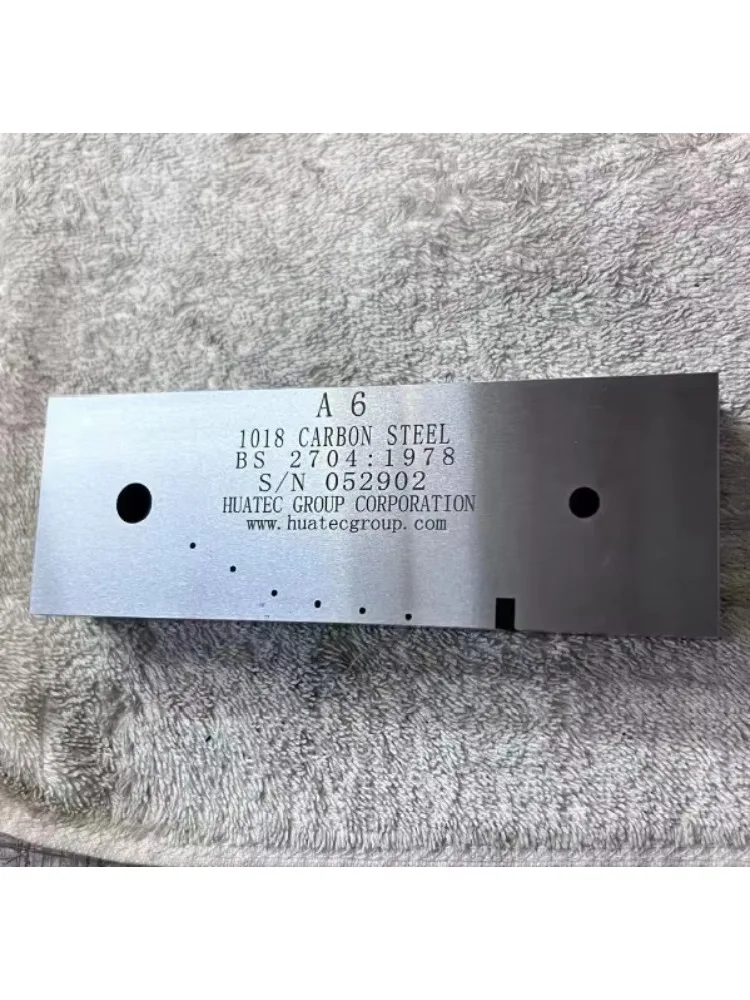 A 6
1018 CARBON STEEL
BS 2704:1978
S/N 052902
HUATEC GROUP CORPORATION
www.huatecgroup.com